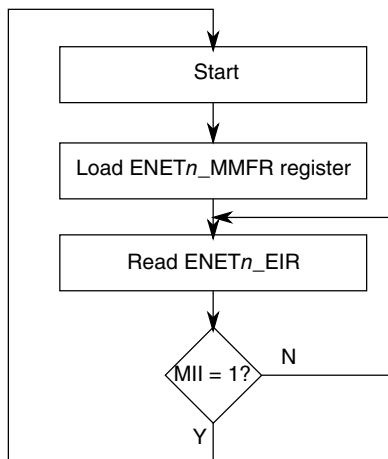 Start
Load ENETn_MMFR register
Read ENETn_EIR
MII = 1?
N
Y